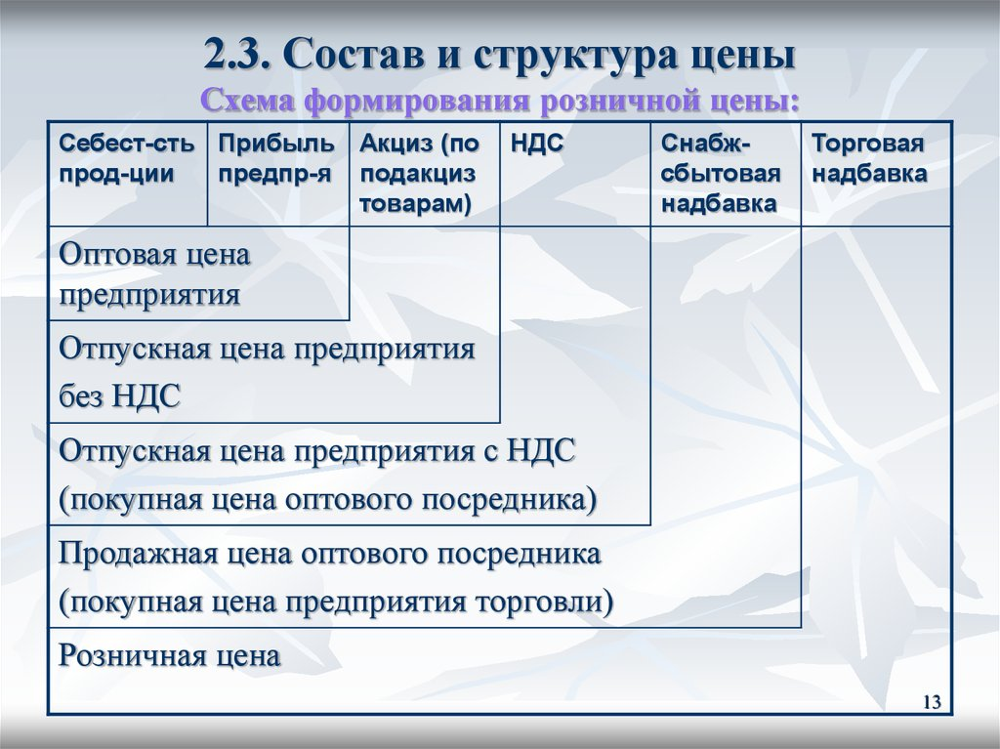 2.3. Состав и структура цены
Схема формирования розничной цены:
Себест-сть
прод-ции
Прибыль
предпр-я
Акциз (по
подакциз
товарам)
НДС
Снабж-
сбытовая
надбавка
Торговая
надбавка
Оптовая цена
предприятия
Отпускная цена предприятия
без НДС
Отпускная цена предприятия с НДС
(покупная цена оптового посредника)
Продажная цена оптового посредника
(покупная цена предприятия торговли)
Розничная цена
13